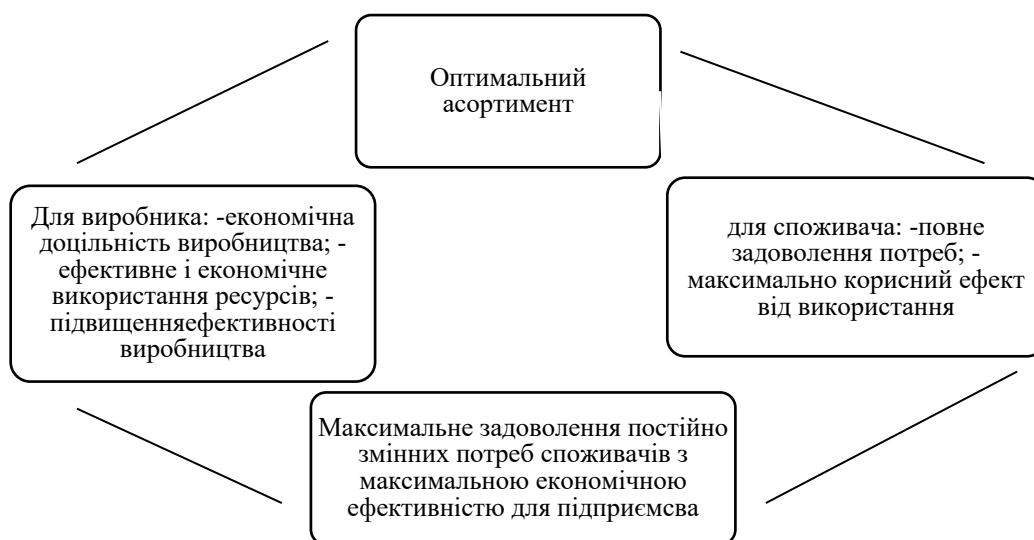 Оптимальний
асортимент
Для виробника: -економічна
доцільність виробництва; -
ефективне і економічне
використання ресурсів; -
підвищенняефективності
виробництва
для споживача: -повне
задоволення потреб; -
максимально корисний ефект
від використання
Максимальне задоволення постійно
змінних потреб споживачів з
максимальною економічною
ефективністю для підприємсва